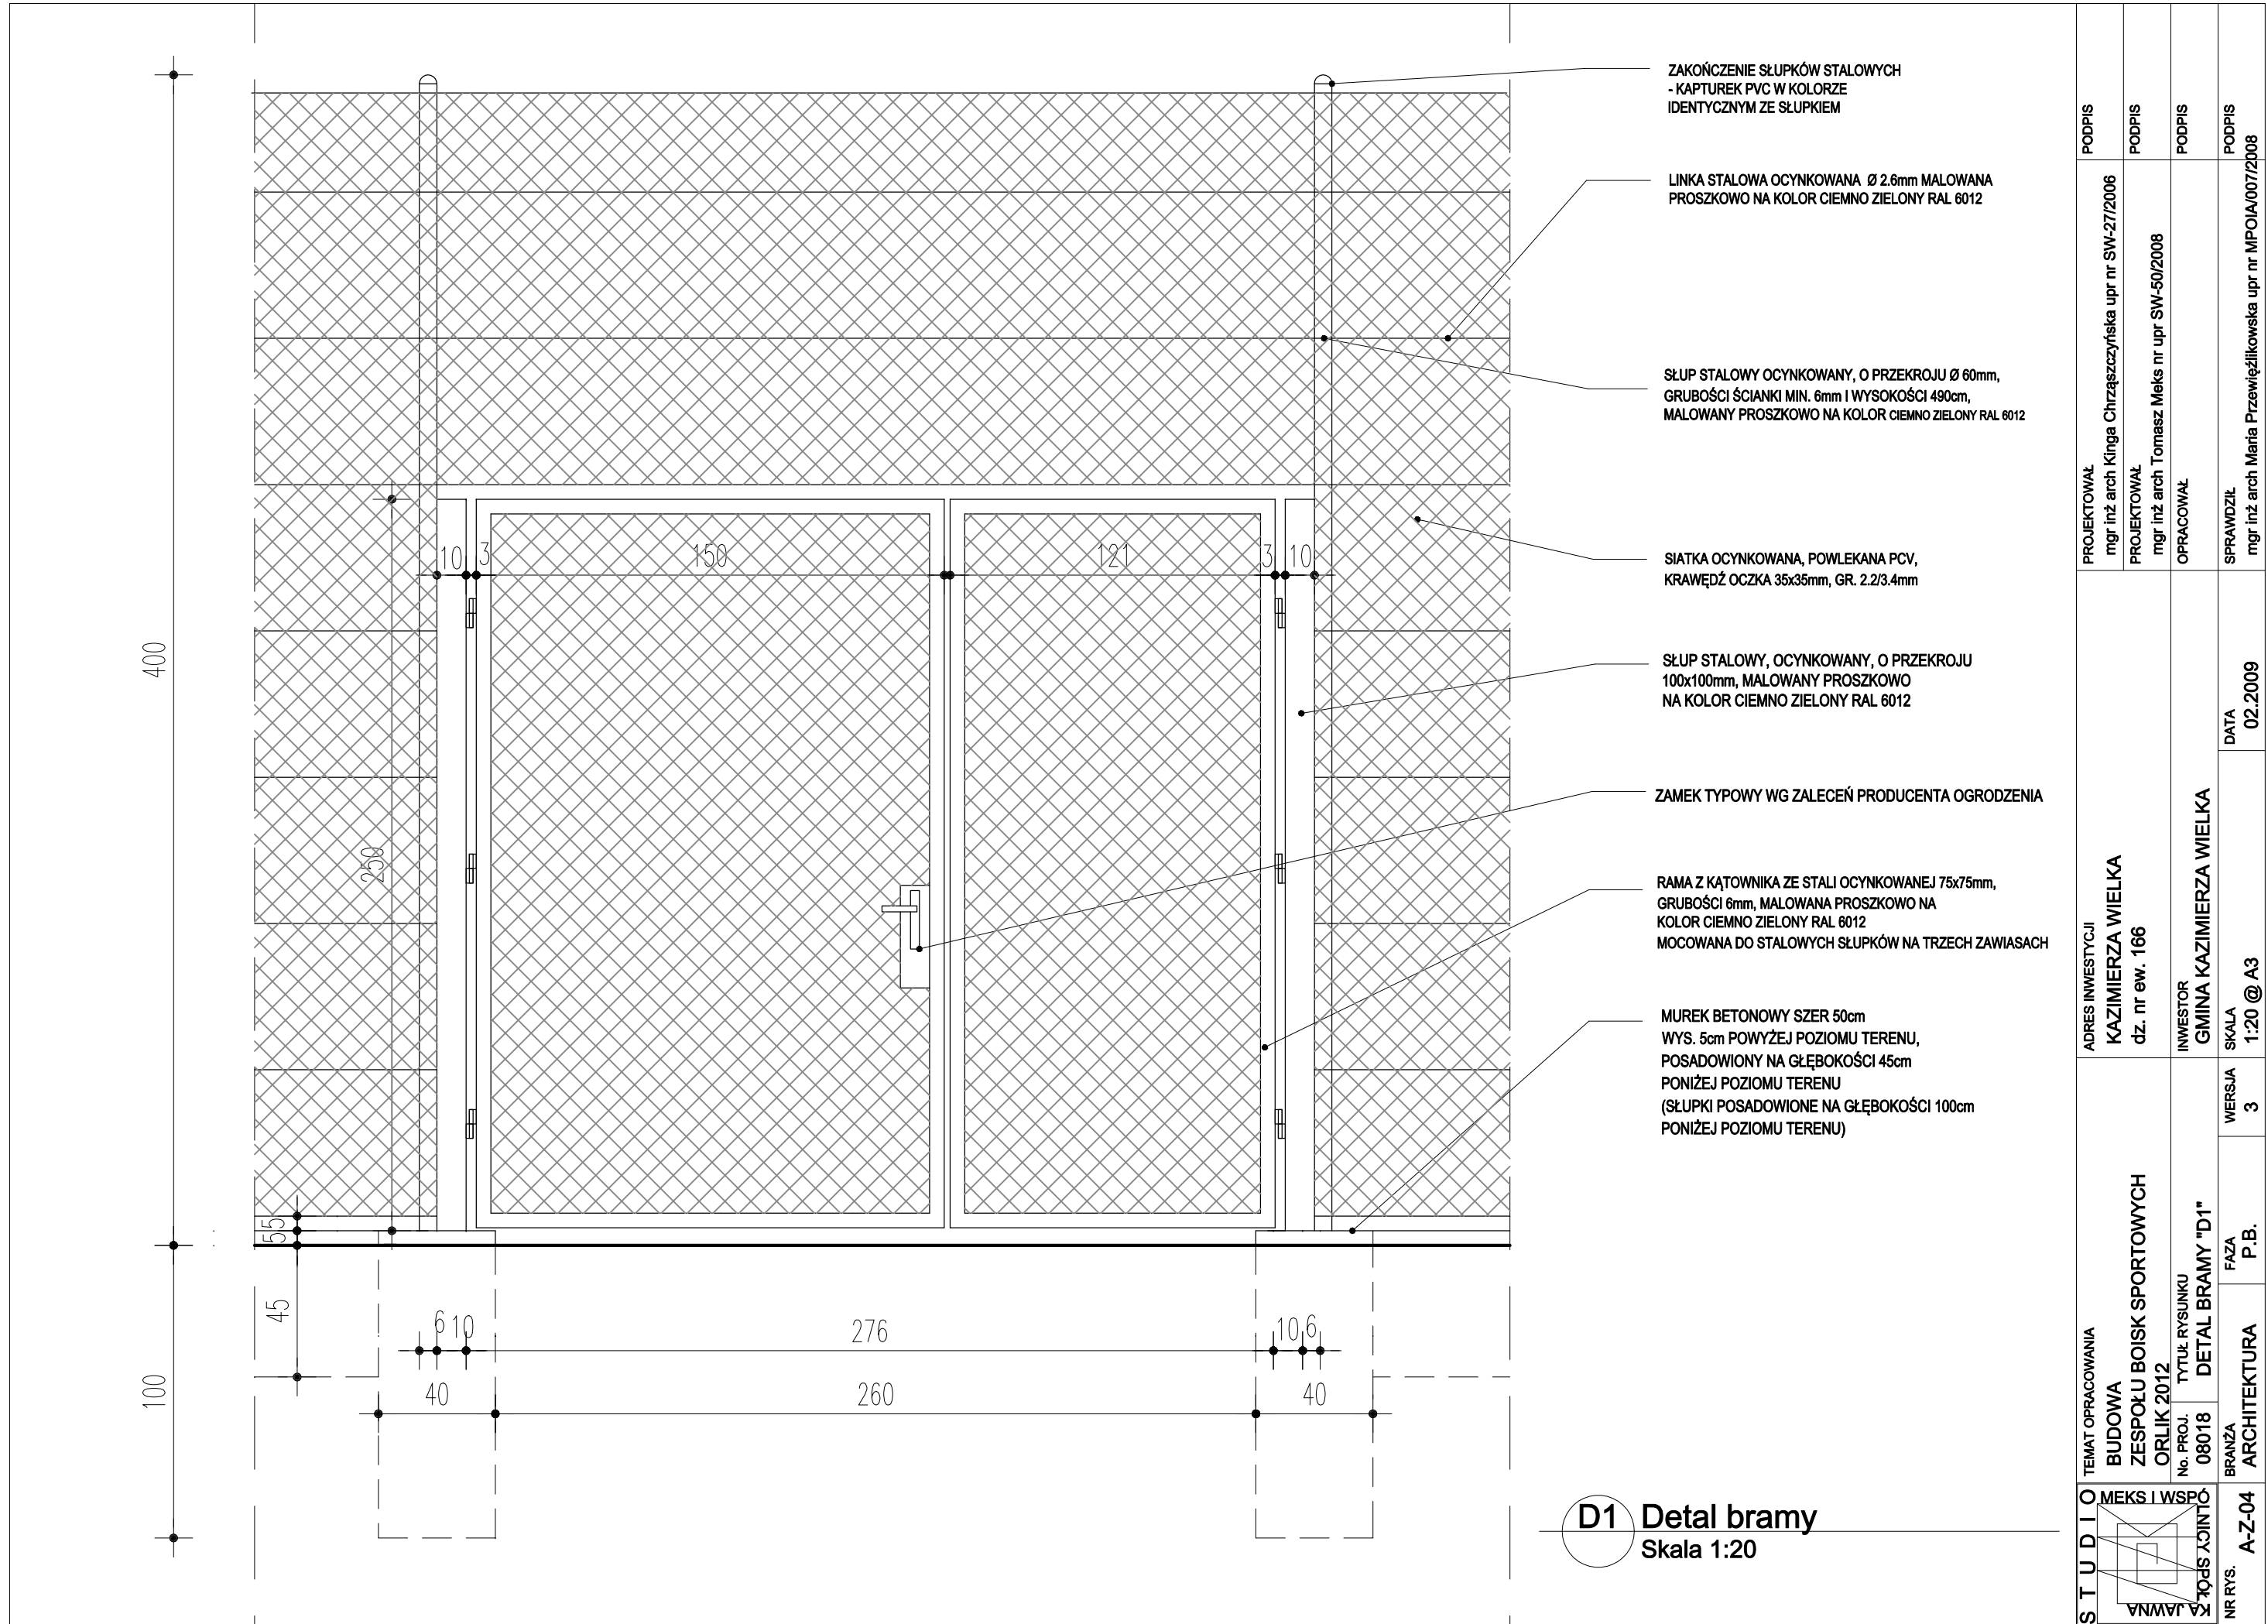 ZAKOŃCZENIE SŁUPKÓW STALOWYCH
- KAPTUREK PVC W KOLORZE
IDENTYCZNYM ZE SŁUPKIEM
LINKA STALOWA OCYNKOWANA Ø 2.6mm MALOWANA
PROSZKOWO NA KOLOR CIEMNO ZIELONY RAL 6012
SŁUP STALOWY OCYNKOWANY, O PRZEKROJU Ø 60mm,
GRUBOŚCI ŚCIANKI MIN. 6mm I WYSOKOŚCI 490cm,
MALOWANY PROSZKOWO NA KOLOR CIEMNO ZIELONY RAL 6012
SIATKA OCYNKOWANA, POWLEKANA PCV,
KRAWĘDŹ OCZKA 35x35mm, GR. 2.2/3.4mm
SŁUP STALOWY, OCYNKOWANY, O PRZEKROJU
100x100mm, MALOWANY PROSZKOWO
NA KOLOR CIEMNO ZIELONY RAL 6012
ZAMEK TYPOWY WG ZALECEŃ PRODUCENTA OGRODZENIA
RAMA Z KĄTOWNIKA ZE STALI OCYNKOWANEJ 75x75mm,
GRUBOŚCI 6mm, MALOWANA PROSZKOWO NA
KOLOR CIEMNO ZIELONY RAL 6012
MOCOWANA DO STALOWYCH SŁUPKÓW NA TRZECH ZAWIASACH
MUREK BETONOWY SZER 50cm
WYS. 5cm POWYŻEJ POZIOMU TERENU,
POSADOWIONY NA GŁĘBOKOŚCI 45cm
PONIŻEJ POZIOMU TERENU
(SŁUPKI POSADOWIONE NA GŁĘBOKOŚCI 100cm
PONIŻEJ POZIOMU TERENU)
10 3 150 121 3 10
400
250
5 5
45
100
6 10 276 10 6
40 260 40
D1 Detal bramy
Skala 1:20
STUDIO
MEKS I WSPÓLNICY SPÓŁKA JAWNA
NR RYS.
A-Z-04
TEMAT OPRACOWANIA
BUDOWA
ZESPOŁU BOISK SPORTOWYCH
ORLIK 2012
No. PROJ.
08018
TYTUŁ RYSUNKU
DETAL BRAMY "D1"
BRANŻA
ARCHITEKTURA
FAZA
P.B.
WERSJA
3
ADRES INWESTYCJI
KAZIMIERZA WIELKA
dz. nr ew. 166
INWESTOR
GMINA KAZIMIERZA WIELKA
SKALA
1:20 @ A3
DATA
02.2009
PROJEKTOWAŁ
mgr inż arch Kinga Chrząszczyńska upr nr SW-27/2006
PODPIS
PROJEKTOWAŁ
mgr inż arch Tomasz Meks nr upr SW-50/2008
PODPIS
OPRACOWAŁ
PODPIS
SPRAWDZIŁ
mgr inż arch Maria Przewięźlikowska upr nr MPOIA/007/2008
PODPIS